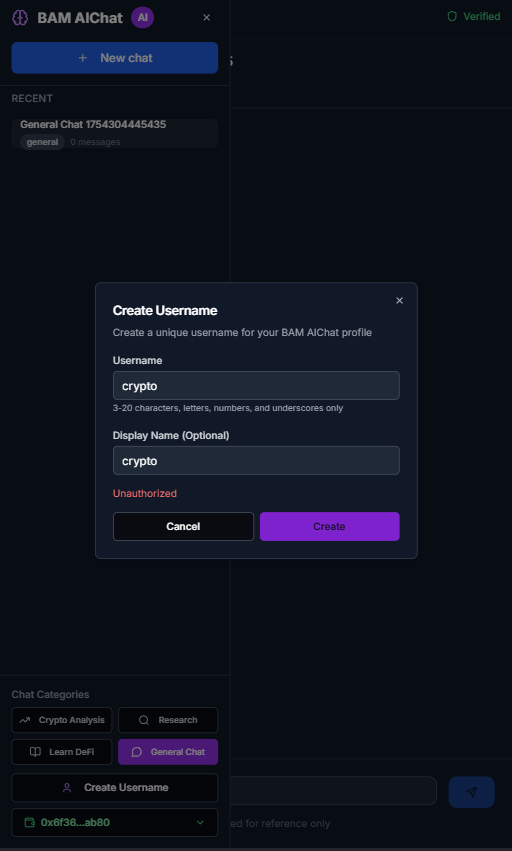 BAM AIChat AI
Verified
New chat
5
RECENT
General Chat 1754304445435
general 0 messages
Create Username
Create a unique username for your BAM AIChat profile
Username
crypto
3-20 characters, letters, numbers, and underscores only
Display Name (Optional)
crypto
Unauthorized
Cancel Create
Chat Categories
Crypto Analysis Research
Learn DeFi General Chat
Create Username
0x6f36...ab80
ed for reference only